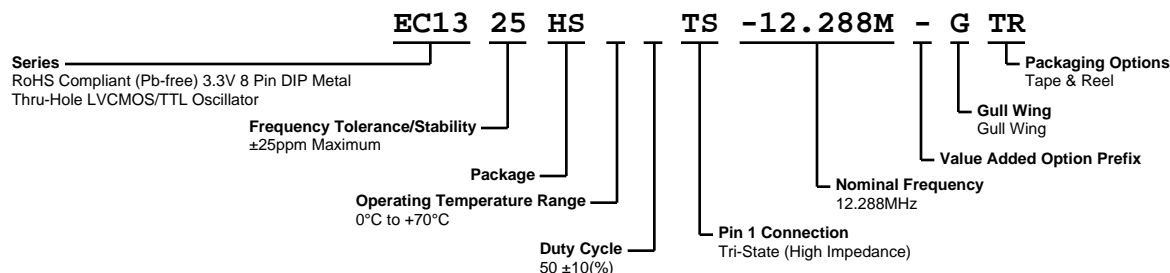 EC13 25 HS TS -12.288M - G TR
Series
RoHS Compliant (Pb-free) 3.3V 8 Pin DIP Metal
Thru-Hole LVCMOS/TTL Oscillator
Frequency Tolerance/Stability
±25ppm Maximum
Package
Operating Temperature Range
0°C to +70°C
Duty Cycle
50 ±10(%)
Packaging Options
Tape & Reel
Gull Wing
Gull Wing
Value Added Option Prefix
Nominal Frequency
12.288MHz
Pin 1 Connection
Tri-State (High Impedance)